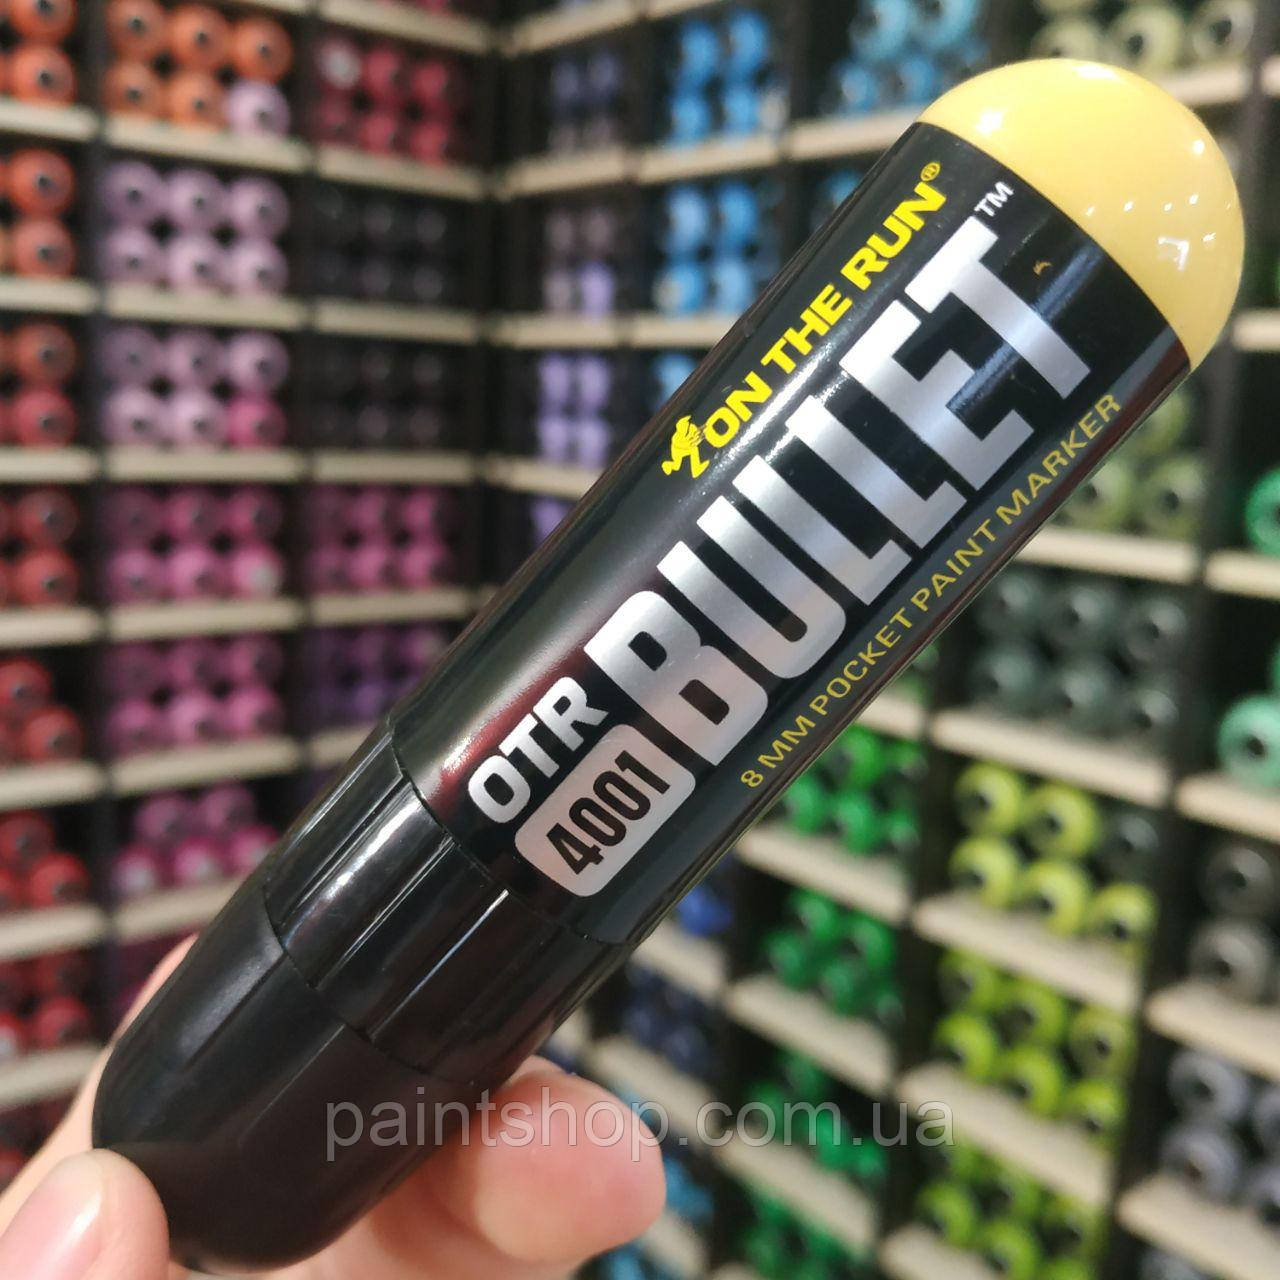 ON THE RUN®
OTR BULLET™
4001
8 MM POCKET PAINT MARKER
paintshop.com.ua